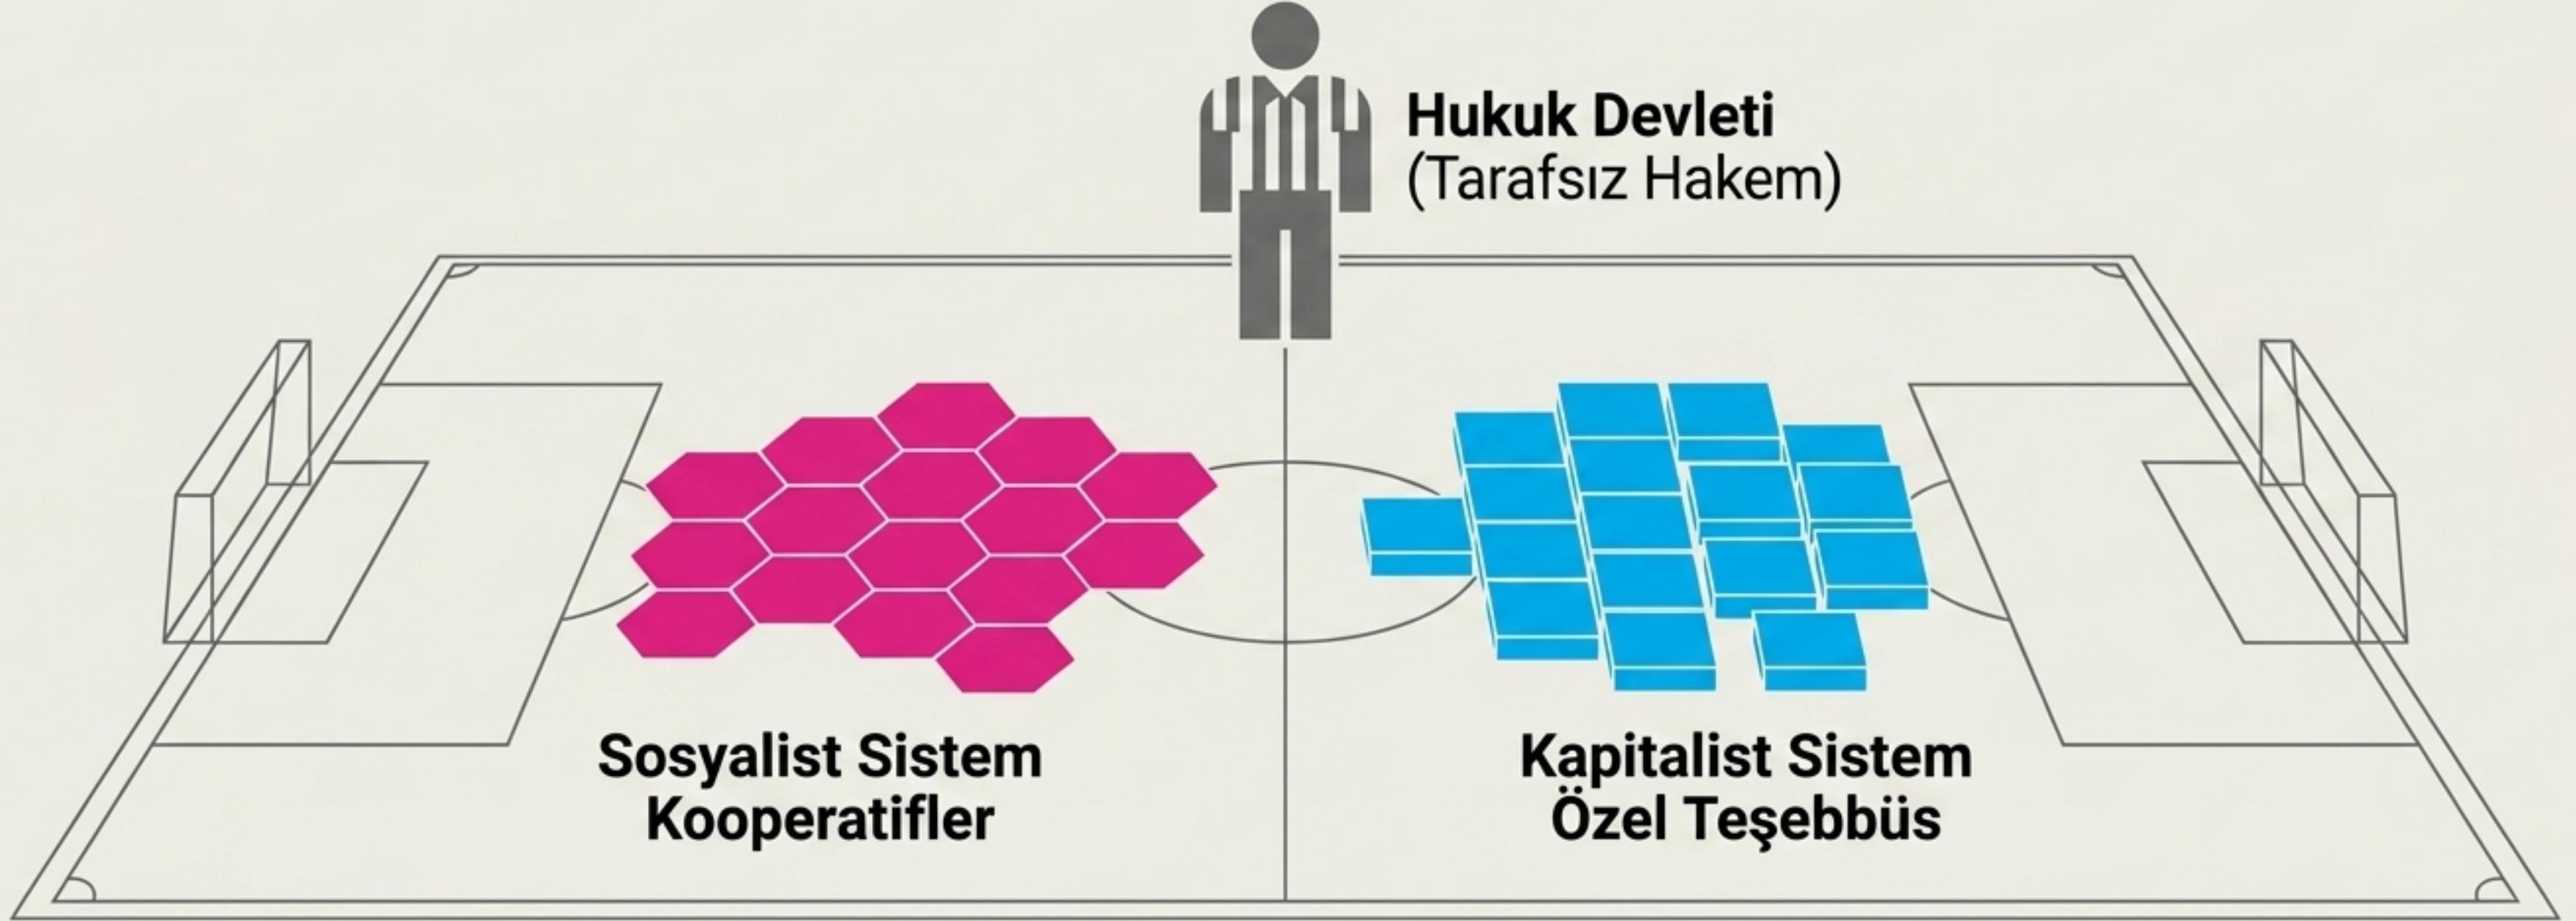 Hukuk Devleti
(Tarafsız Hakem)
Sosyalist Sistem
Kooperatifler
Kapitalist Sistem
Özel Teşebbüs